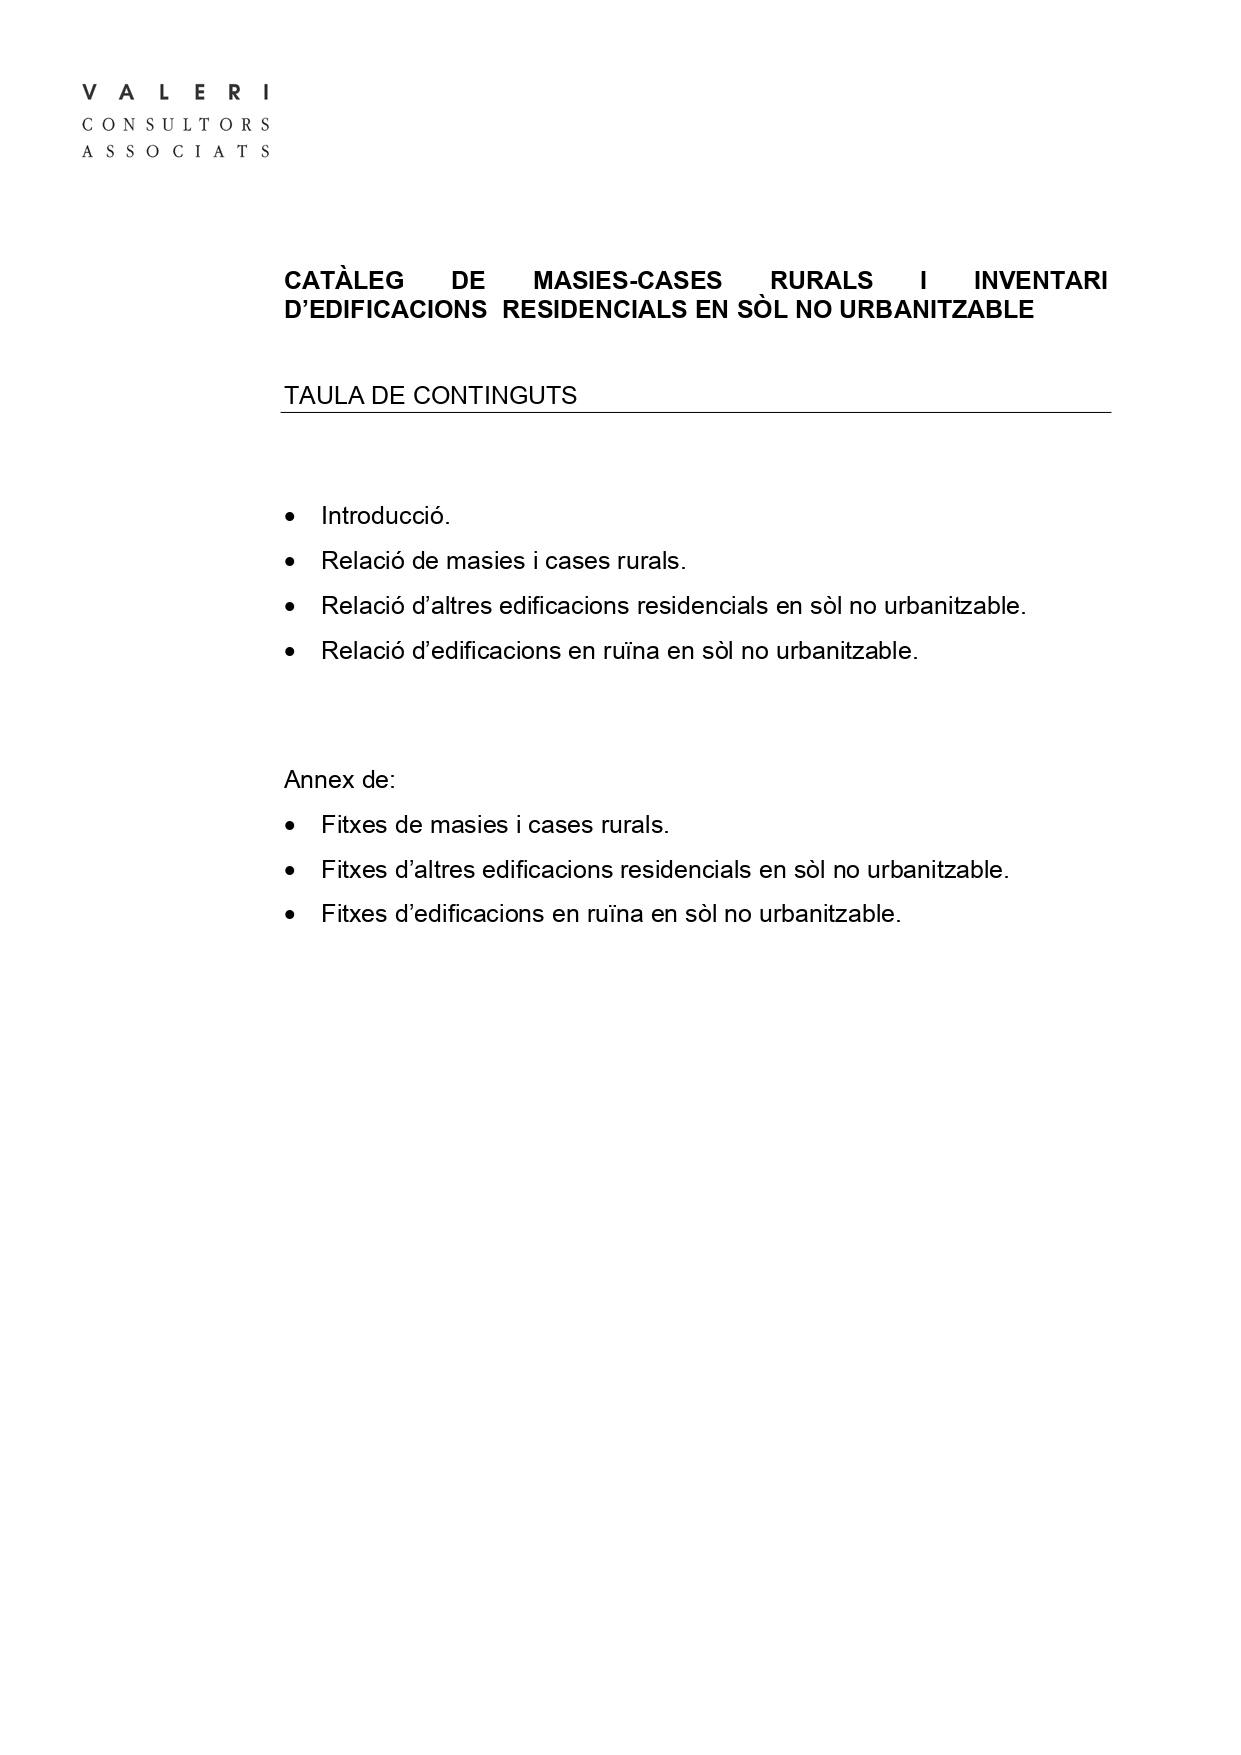 VALERI
CONSULTORS
ASSOCIATS
CATÀLEG DE MASIES-CASES RURALS I INVENTARI
D’EDIFICACIONS RESIDENCIALS EN SÒL NO URBANITZABLE
TAULA DE CONTINGUTS
• Introducció.
• Relació de masies i cases rurals.
• Relació d’altres edificacions residencials en sòl no urbanitzable.
• Relació d’edificacions en ruïna en sòl no urbanitzable.
Annex de:
• Fitxes de masies i cases rurals.
• Fitxes d’altres edificacions residencials en sòl no urbanitzable.
• Fitxes d’edificacions en ruïna en sòl no urbanitzable.